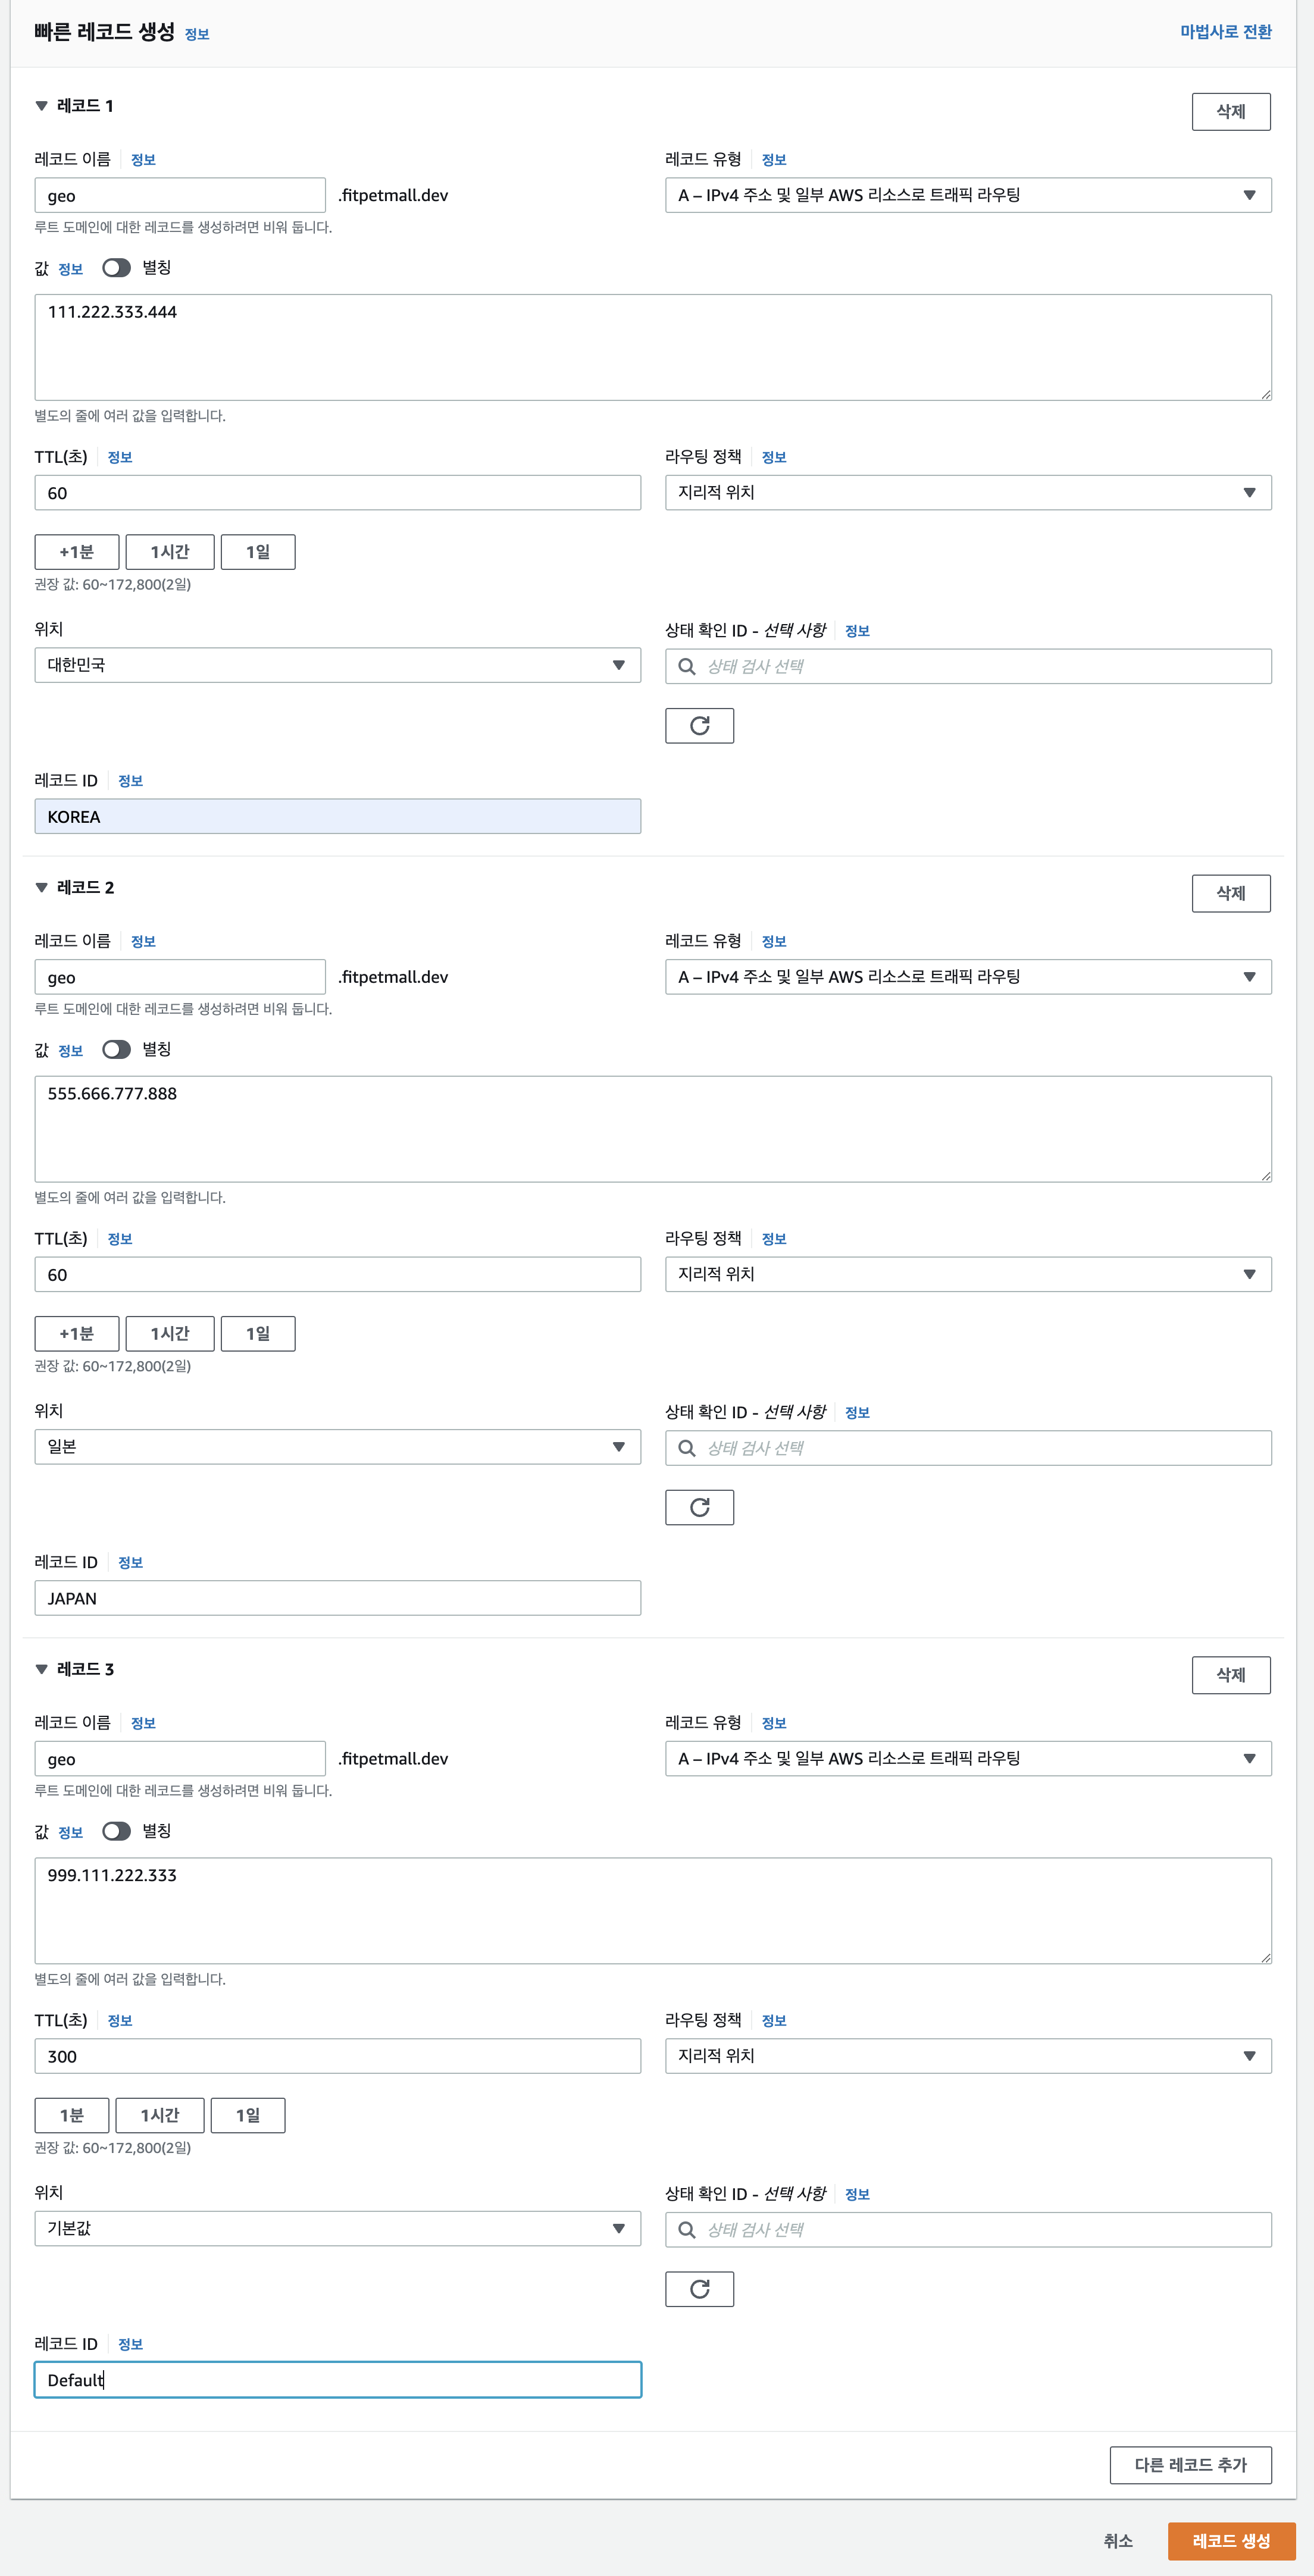 빠른 레코드 생성 정보 마법사로 전환
레코드 1 삭제
레코드 이름 정보 레코드 유형 정보
geo .fitpetmall.dev A – IPv4 주소 및 일부 AWS 리소스로 트래픽 라우팅
루트 도메인에 대한 레코드를 생성하려면 비워 둡니다.
값 정보 별칭
111.222.333.444
별도의 줄에 여러 값을 입력합니다.
TTL(초) 정보 라우팅 정책 정보
60 지리적 위치
+1분 1시간 1일
권장 값: 60~172,800(2일)
위치 상태 확인 ID - 선택 사항 정보
대한민국 상태 검사 선택
레코드 ID 정보
KOREA
레코드 2 삭제
레코드 이름 정보 레코드 유형 정보
geo .fitpetmall.dev A – IPv4 주소 및 일부 AWS 리소스로 트래픽 라우팅
루트 도메인에 대한 레코드를 생성하려면 비워 둡니다.
값 정보 별칭
555.666.777.888
별도의 줄에 여러 값을 입력합니다.
TTL(초) 정보 라우팅 정책 정보
60 지리적 위치
+1분 1시간 1일
권장 값: 60~172,800(2일)
위치 상태 확인 ID - 선택 사항 정보
일본 상태 검사 선택
레코드 ID 정보
JAPAN
레코드 3 삭제
레코드 이름 정보 레코드 유형 정보
geo .fitpetmall.dev A – IPv4 주소 및 일부 AWS 리소스로 트래픽 라우팅
루트 도메인에 대한 레코드를 생성하려면 비워 둡니다.
값 정보 별칭
999.111.222.333
별도의 줄에 여러 값을 입력합니다.
TTL(초) 정보 라우팅 정책 정보
300 지리적 위치
1분 1시간 1일
권장 값: 60~172,800(2일)
위치 상태 확인 ID - 선택 사항 정보
기본값 상태 검사 선택
레코드 ID 정보
Default
다른 레코드 추가
취소 레코드 생성